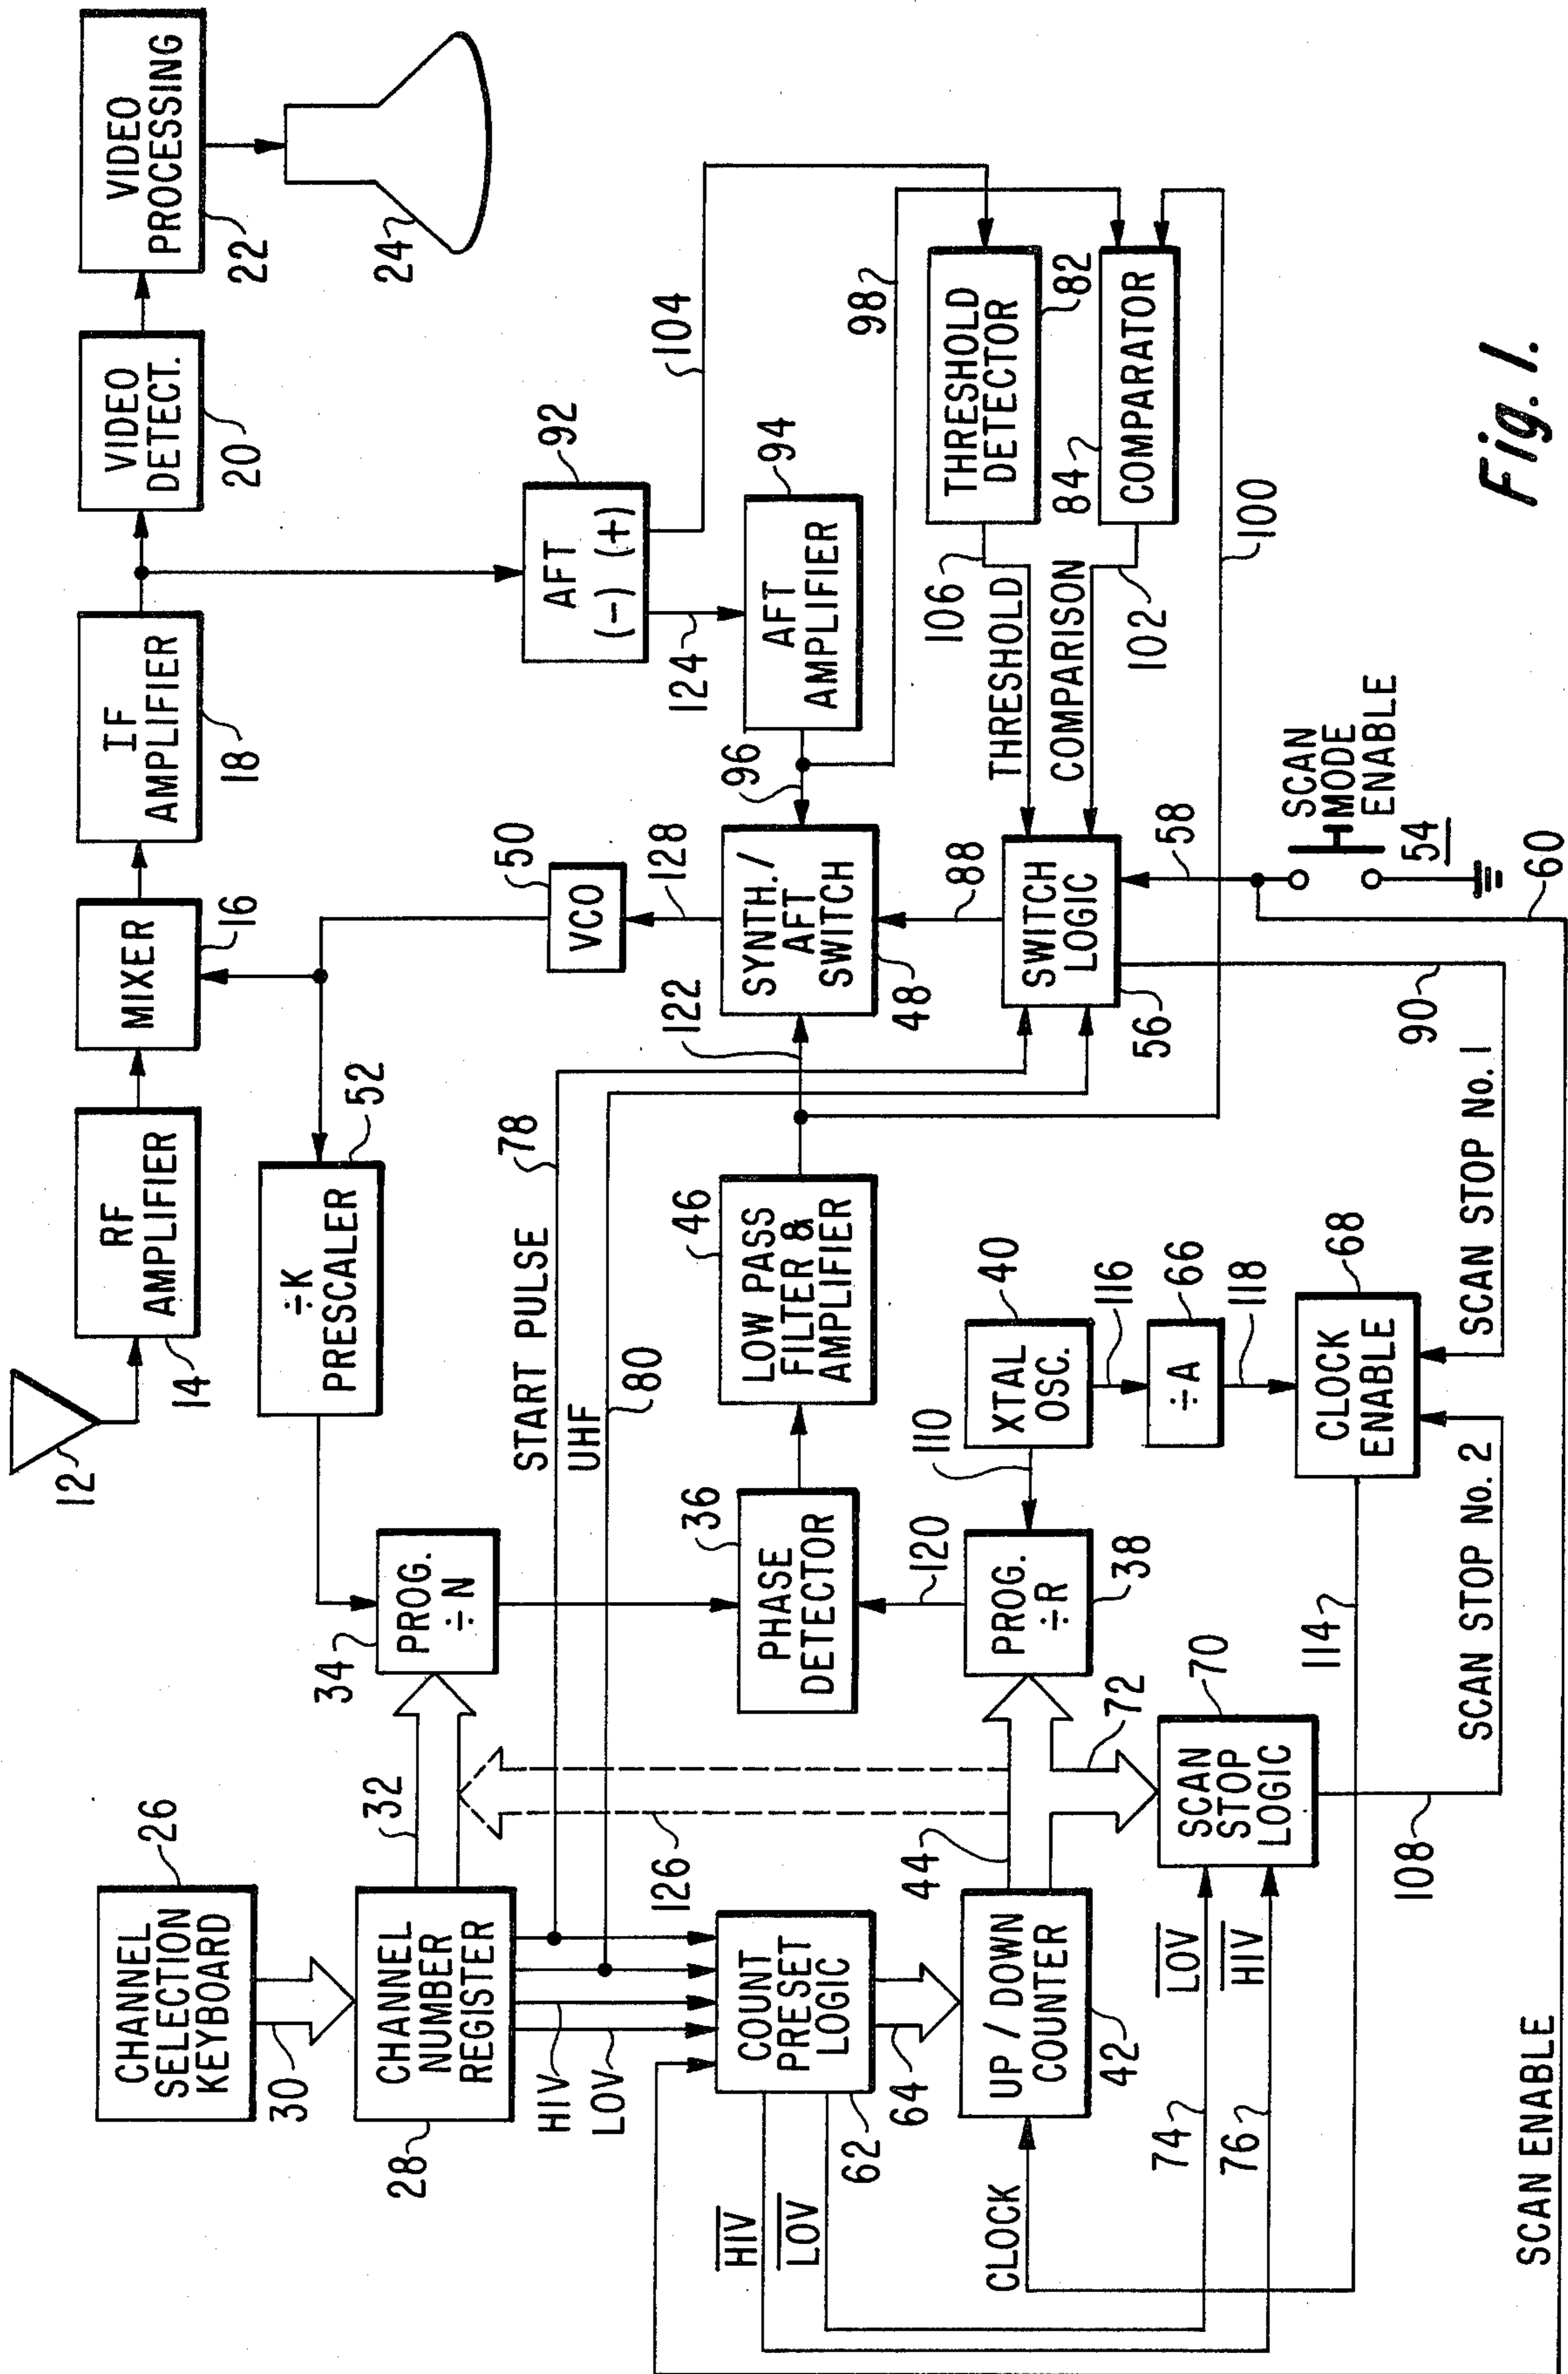 12
RF
AMPLIFIER
14
MIXER
16
IF
AMPLIFIER
18
VIDEO
DETECT.
20
VIDEO
PROCESSING
22
24
CHANNEL
SELECTION
KEYBOARD
26
30
CHANNEL
NUMBER
REGISTER
28
32
PROG.
÷N
34
÷K
PRESCALER
52
VCO
50
128
AFT
(-) (+)
92
104
124
AFT
AMPLIFIER
94
96
98
HIV
LOV
START PULSE
78
UHF
80
126
COUNT
PRESET
LOGIC
62
64
HIV
LOV
PHASE
DETECTOR
36
LOW PASS
FILTER &
AMPLIFIER
46
122
SYNTH./
AFT
SWITCH
48
88
THRESHOLD
DETECTOR
82
106
THRESHOLD
COMPARATOR
84
COMPARISON
102
100
UP / DOWN
COUNTER
42
44
CLOCK
PROG.
÷R
38
120
110
XTAL
OSC.
40
116
÷A
66
118
SWITCH
LOGIC
56
58
SCAN
MODE
ENABLE
54
60
90
72
SCAN
STOP
LOGIC
70
LOV
HIV
74
76
108
114
CLOCK
ENABLE
68
SCAN STOP No. 2
SCAN STOP No. 1
SCAN ENABLE
Fig. 1.